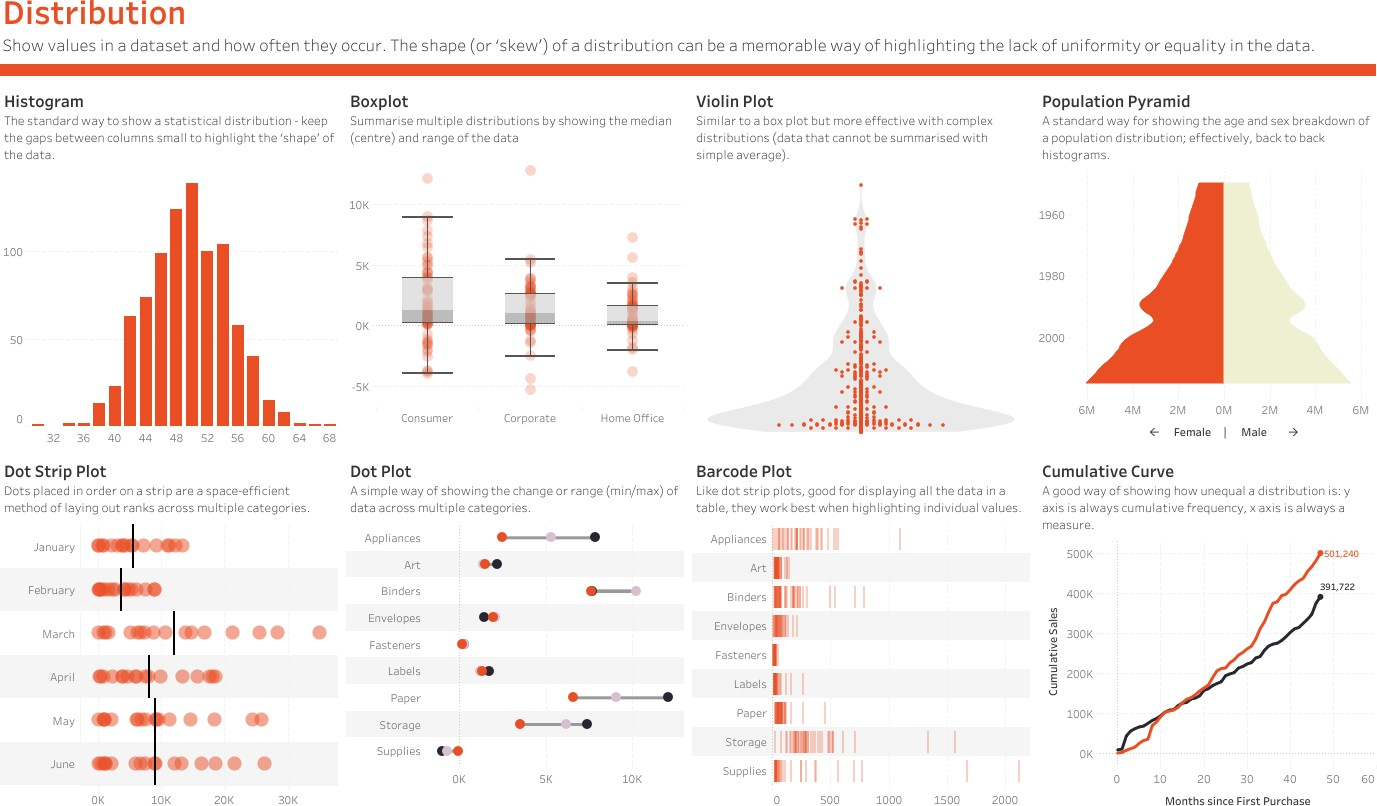 Distribution
Show values in a dataset and how often they occur. The shape (or ‘skew’) of a distribution can be a memorable way of highlighting the lack of uniformity or equality in the data.
Histogram
The standard way to show a statistical distribution - keep
the gaps between columns small to highlight the ‘shape’ of
the data.
100
50
0
32 36 40 44 48 52 56 60 64 68
Boxplot
Summarise multiple distributions by showing the median
(centre) and range of the data
10K
5K
0K
-5K
Consumer Corporate Home Office
Violin Plot
Similar to a box plot but more effective with complex
distributions (data that cannot be summarised with
simple average).
Population Pyramid
A standard way for showing the age and sex breakdown of
a population distribution; effectively, back to back
histograms.
1960
1980
2000
6M 4M 2M 0M 2M 4M 6M
← Female | Male →
Dot Strip Plot
Dots placed in order on a strip are a space-efficient
method of laying out ranks across multiple categories.
January
February
March
April
May
June
0K 10K 20K 30K
Dot Plot
A simple way of showing the change or range (min/max) of
data across multiple categories.
Appliances
Art
Binders
Envelopes
Fasteners
Labels
Paper
Storage
Supplies
0K 5K 10K
Barcode Plot
Like dot strip plots, good for displaying all the data in a
table, they work best when highlighting individual values.
Appliances
Art
Binders
Envelopes
Fasteners
Labels
Paper
Storage
Supplies
0 500 1000 1500 2000
Cumulative Curve
A good way of showing how unequal a distribution is: y
axis is always cumulative frequency, x axis is always a
measure.
Cumulative Sales
500K
400K
300K
200K
100K
0K
501,240
391,722
0 10 20 30 40 50 60
Months since First Purchase